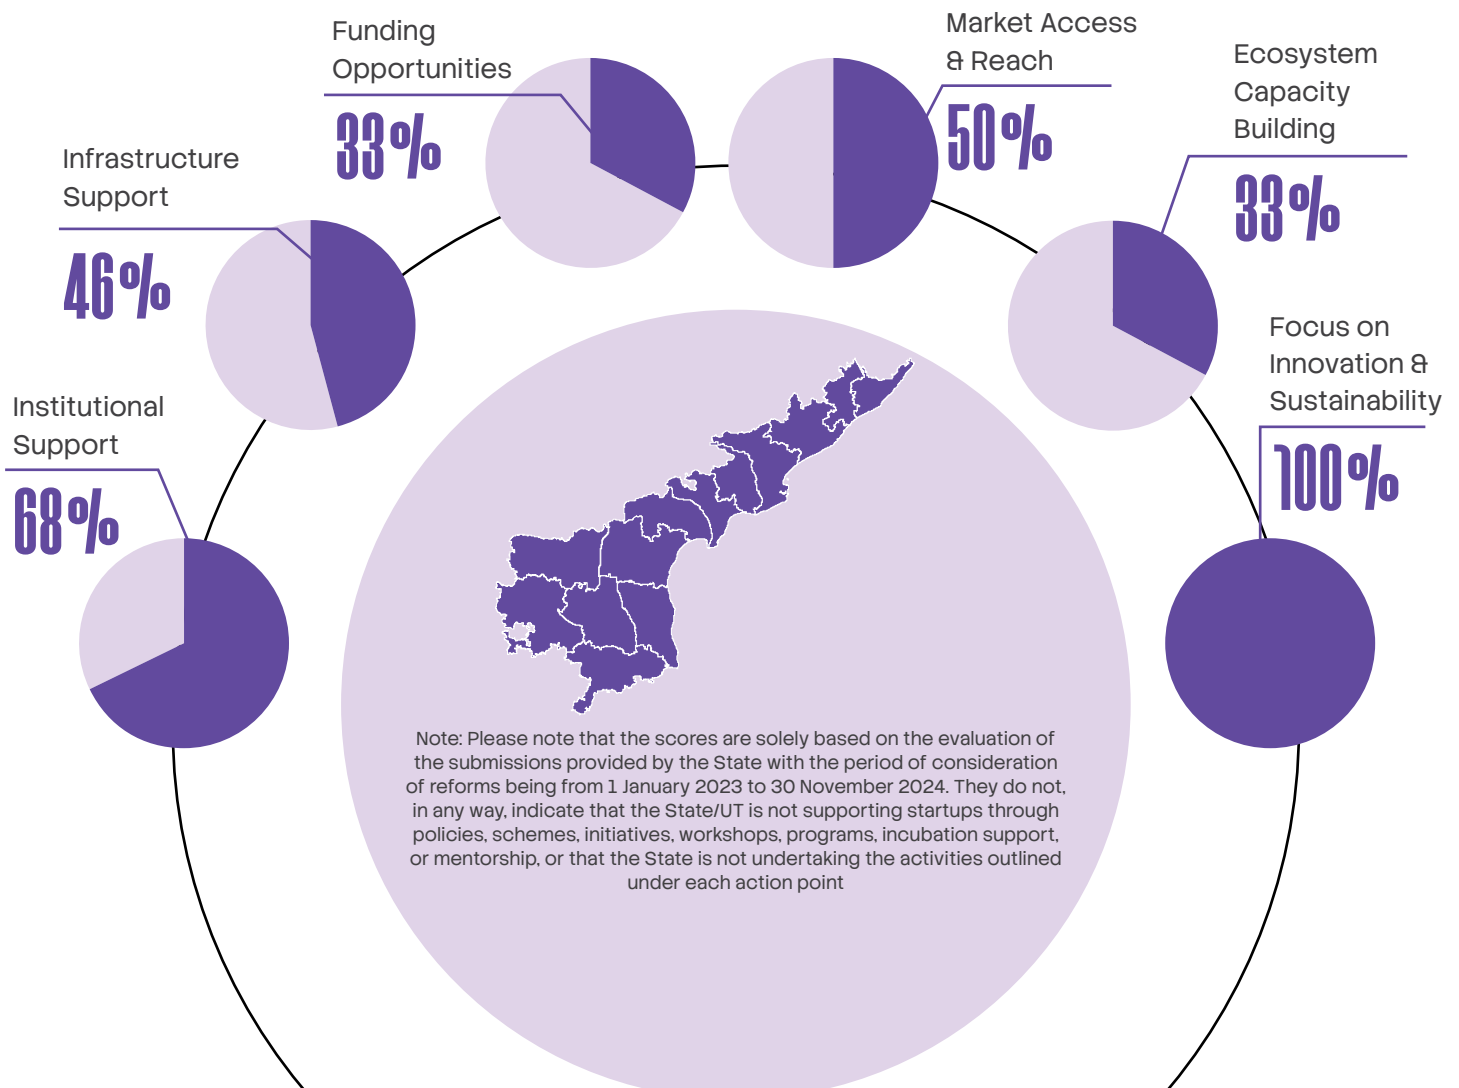 Funding
Opportunities
33%
Market Access
& Reach
50%
Ecosystem
Capacity
Building
33%
Infrastructure
Support
46%
Focus on
Innovation &
Sustainability
100%
Institutional
Support
68%
Note: Please note that the scores are solely based on the evaluation of
the submissions provided by the State with the period of consideration
of reforms being from 1 January 2023 to 30 November 2024. They do not,
in any way, indicate that the State/UT is not supporting startups through
policies, schemes, initiatives, workshops, programs, incubation support,
or mentorship, or that the State is not undertaking the activities outlined
under each action point